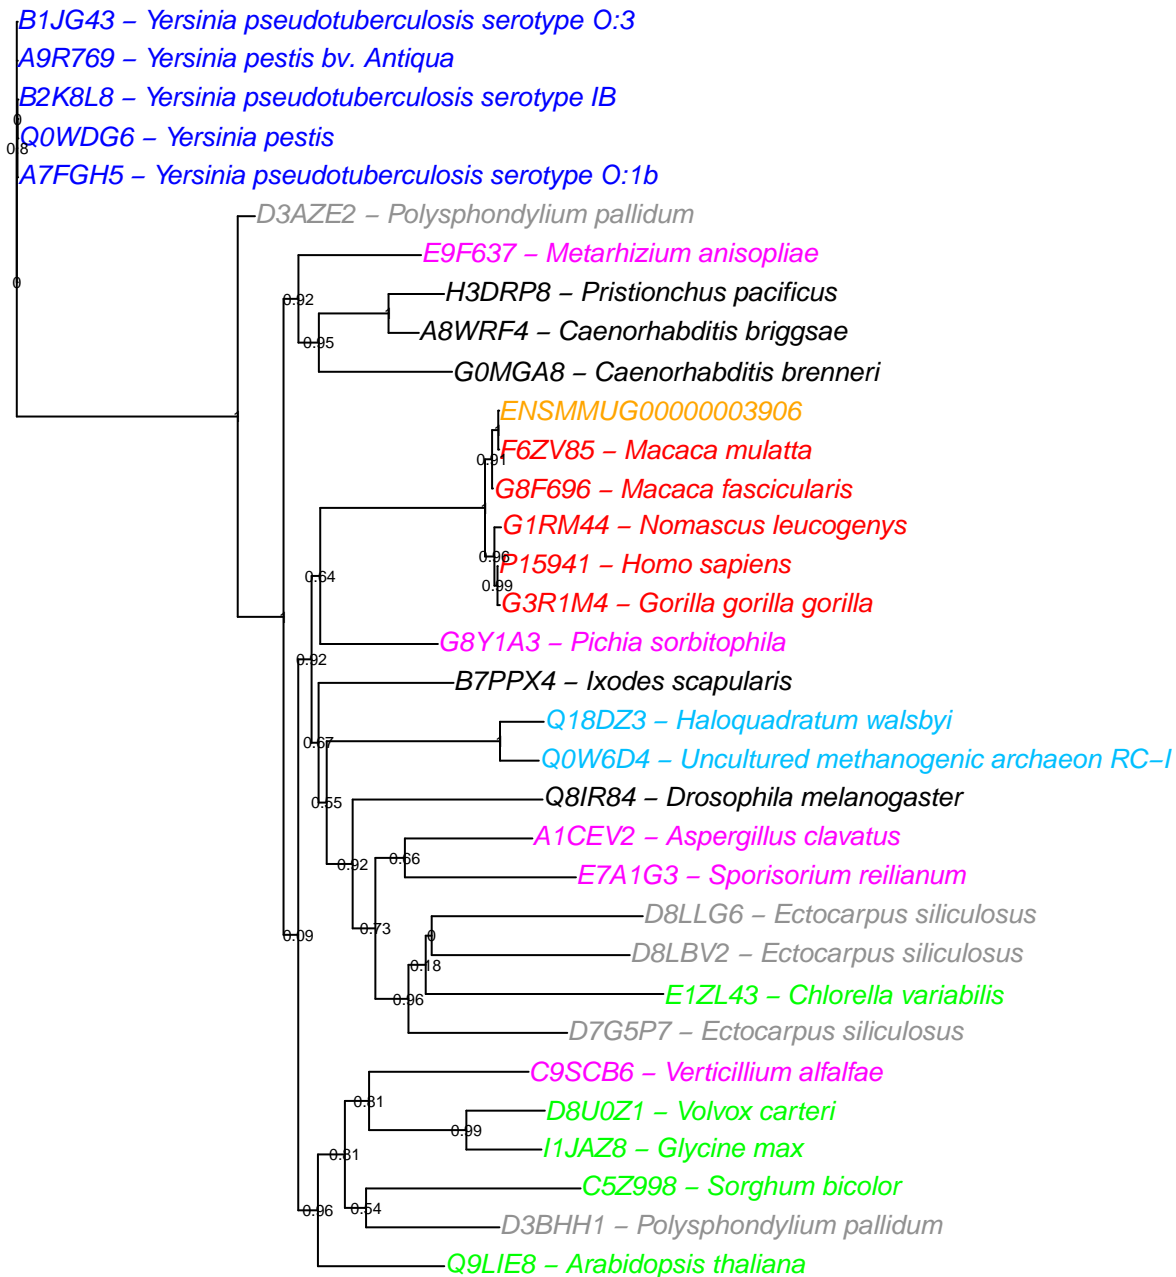 B1JG43 – Yersinia pseudotuberculosis serotype O:3
A9R769 – Yersinia pestis bv. Antiqua
B2K8L8 – Yersinia pseudotuberculosis serotype IB
0
Q0WDG6 – Yersinia pestis
0.8
A7FGH5 – Yersinia pseudotuberculosis serotype O:1b
D3AZE2 – Polysphondylium pallidum
E9F637 – Metarhizium anisopliae
0
H3DRP8 – Pristionchus pacificus
0.92
A8WRF4 – Caenorhabditis briggsae
0.95
G0MGA8 – Caenorhabditis brenneri
ENSMMUG00000003906
F6ZV85 – Macaca mulatta
0.91
G8F696 – Macaca fascicularis
G1RM44 – Nomascus leucogenys
0.96
P15941 – Homo sapiens
0.64
0.99
G3R1M4 – Gorilla gorilla gorilla
G8Y1A3 – Pichia sorbitophila
0.92
B7PPX4 – Ixodes scapularis
Q18DZ3 – Haloquadratum walsbyi
0.67
Q0W6D4 – Uncultured methanogenic archaeon RC–I
Q8IR84 – Drosophila melanogaster
0.55
A1CEV2 – Aspergillus clavatus
0.66
0.92
E7A1G3 – Sporisorium reilianum
D8LLG6 – Ectocarpus siliculosus
0.73
0
0.09
D8LBV2 – Ectocarpus siliculosus
0.18
E1ZL43 – Chlorella variabilis
0.96
D7G5P7 – Ectocarpus siliculosus
C9SCB6 – Verticillium alfalfae
0.81
D8U0Z1 – Volvox carteri
0.99
I1JAZ8 – Glycine max
0.81
C5Z998 – Sorghum bicolor
0.54
0.96
D3BHH1 – Polysphondylium pallidum
Q9LIE8 – Arabidopsis thaliana